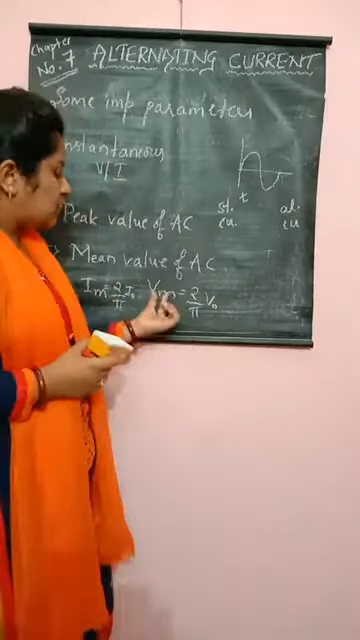 Chapter No. 7
ALTERNATING CURRENT
Some imp parameters
Instantaneous
V/I
t
Peak value of AC
st. cu.
al. cu
Mean value of AC
Im = 2/π I₀ Vm = 2/π V₀